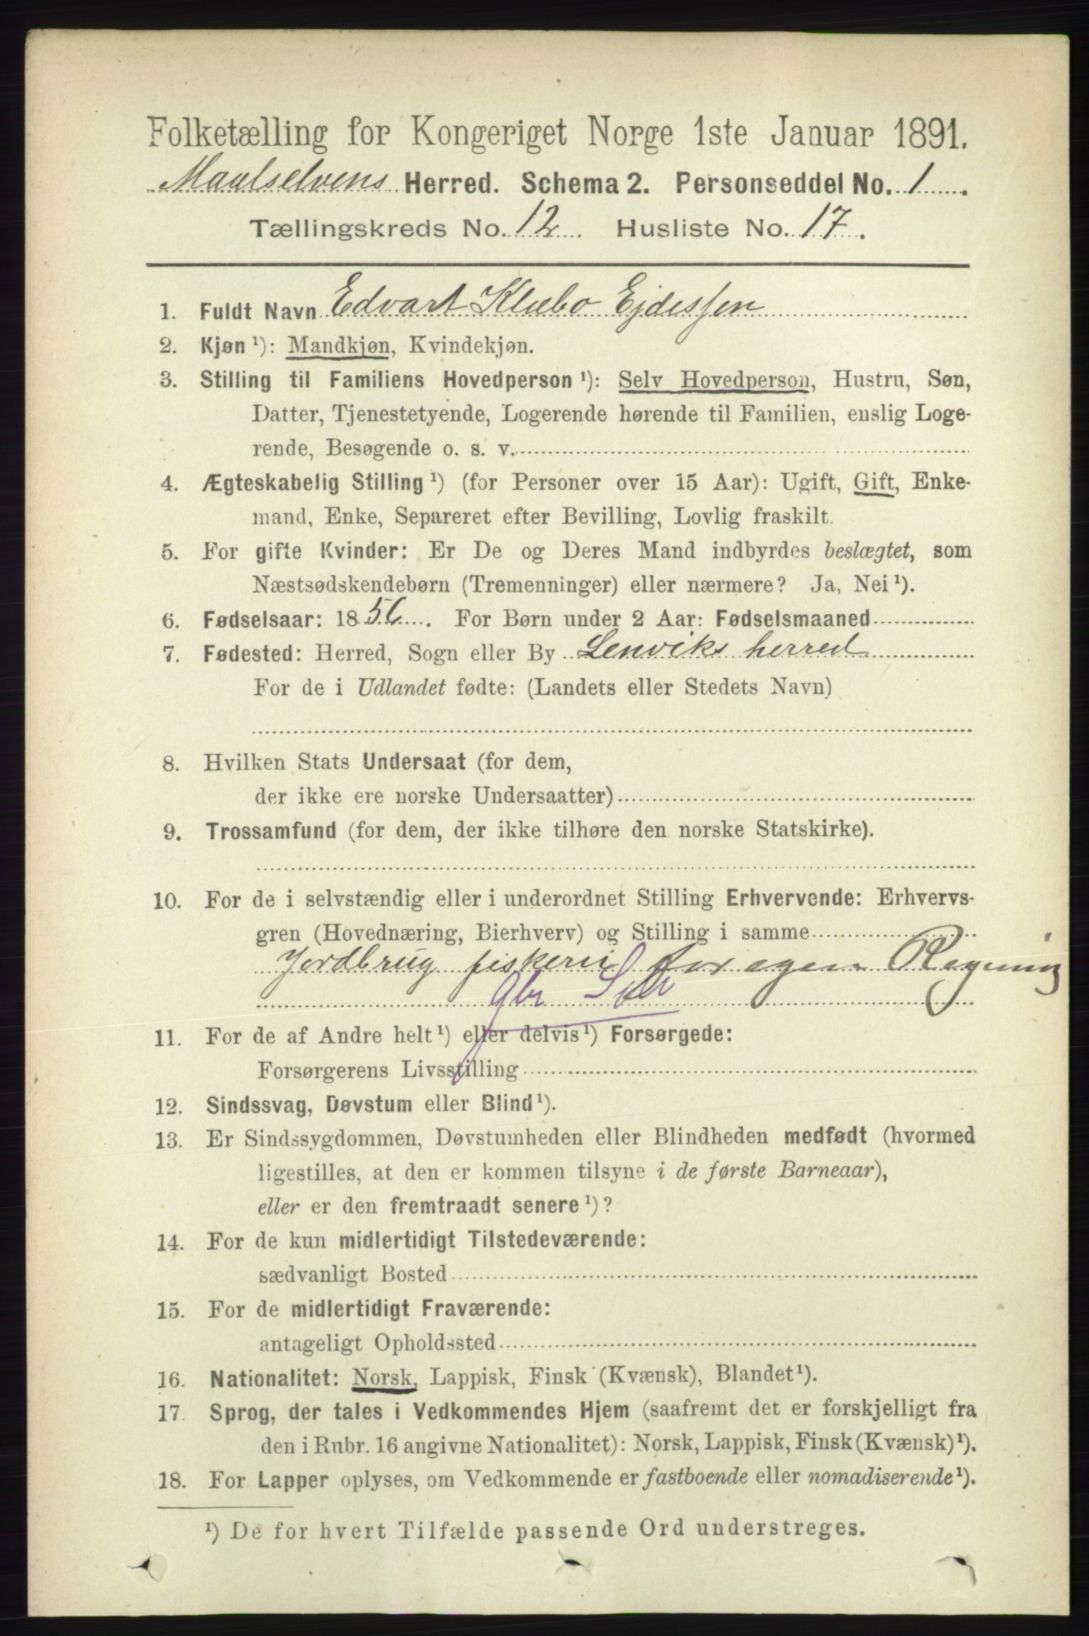 Folketælling for Kongeriget Norge 1ste Januar 1891.
Maalselvens Herred. Schema 2. Personseddel No. 1.
Tællingskreds No. 12. Husliste No. 17.
1. Fuldt Navn Edvart Klæbo Ejdessen
2. Kjøn ¹): Mandkjøn, Kvindekjøn.
3. Stilling til Familiens Hovedperson ¹): Selv Hovedperson, Hustru, Søn,
Datter, Tjenestetyende, Logerende hørende til Familien, enslig Loge-
rende, Besøgende o. s. v.
4. Ægteskabelig Stilling ¹) (for Personer over 15 Aar): Ugift, Gift, Enke-
mand, Enke, Separeret efter Bevilling, Lovlig fraskilt.
5. For gifte Kvinder: Er De og Deres Mand indbyrdes beslægtet, som
Næstsødskendebørn (Tremenninger) eller nærmere? Ja, Nei ¹).
6. Fødselsaar: 1856. For Børn under 2 Aar: Fødselsmaaned
7. Fødested: Herred, Sogn eller By Lenviks herred
For de i Udlandet fødte: (Landets eller Stedets Navn)
8. Hvilken Stats Undersaat (for dem,
der ikke ere norske Undersaatter)
9. Trossamfund (for dem, der ikke tilhøre den norske Statskirke).
10. For de i selvstændig eller i underordnet Stilling Erhvervende: Erhvervs-
gren (Hovednæring, Bierhverv) og Stilling i samme
Jordbrug fiskeri for egen Regning
11. For de af Andre helt ¹) eller delvis ¹) Forsørgede:
Forsørgerens Livsstilling
12. Sindssvag, Døvstum eller Blind ¹).
13. Er Sindssygdommen, Døvstumheden eller Blindheden medfødt (hvormed
ligestilles, at den er kommen tilsyne i de første Barneaar),
eller er den fremtraadt senere ¹)?
14. For de kun midlertidigt Tilstedeværende:
sædvanligt Bosted
15. For de midlertidigt Fraværende:
antageligt Opholdssted
16. Nationalitet: Norsk, Lappisk, Finsk (Kvænsk), Blandet ¹).
17. Sprog, der tales i Vedkommendes Hjem (saafremt det er forskjelligt fra
den i Rubr. 16 angivne Nationalitet): Norsk, Lappisk, Finsk (Kvænsk) ¹).
18. For Lapper oplyses, om Vedkommende er fastboende eller nomadiserende ¹).
¹) De for hvert Tilfælde passende Ord understreges.